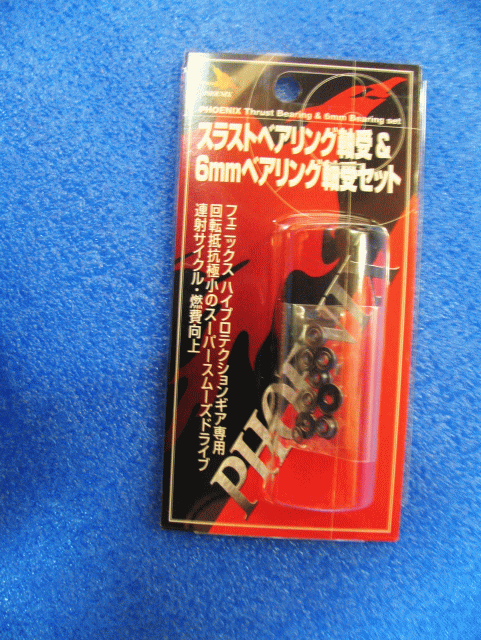 PHOENIX
PHOENIX Thrust Bearing & 6mm Bearing set
スラストベアリング軸受&
6mmベアリング軸受セット
フェニックス ハイプロテクションギア専用
回転抵抗極小のスーパースムーズドライブ
連射サイクル・燃費向上
PHOENIX